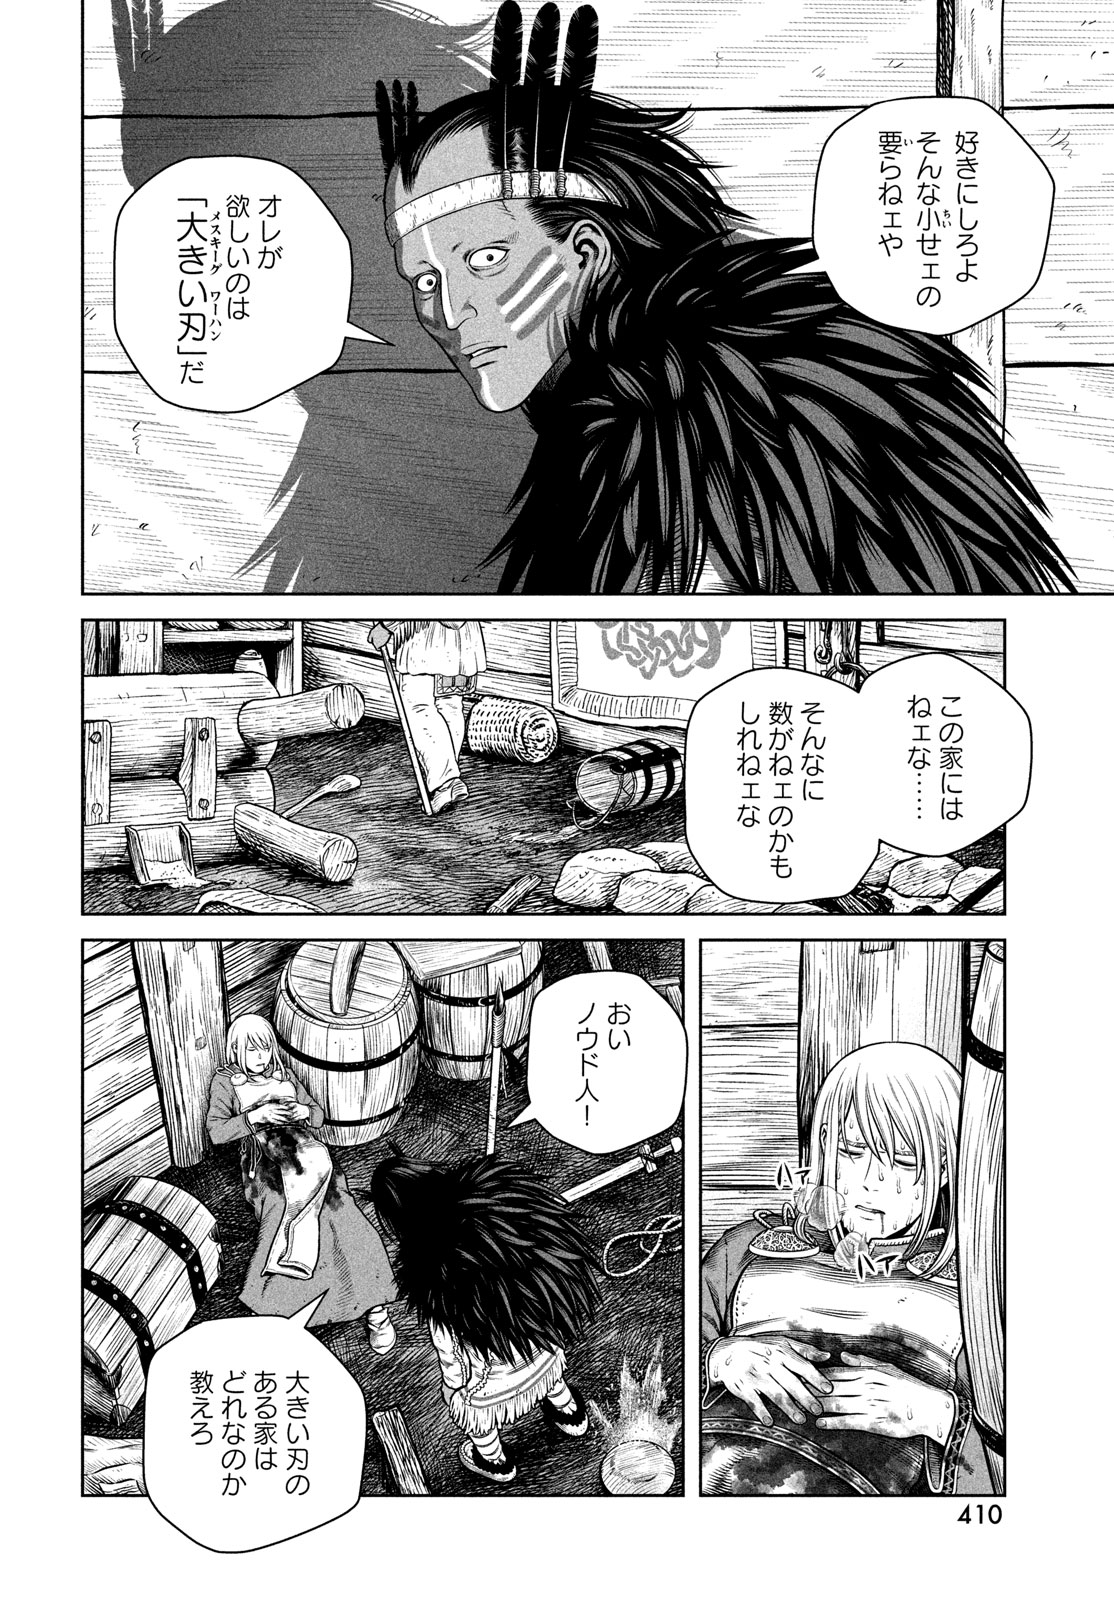 好きにしろよ
そんな小せェの
要らねェや
オレが
欲しいのは
「大きい刃」だ
メスキーグ ワーハン
この家には
ねェな……
そんなに
数がねェのかも
しれねェな
おい
ノウド人！
大きい刃の
ある家は
どれなのか
教えろ
ハァ
ハァ
410